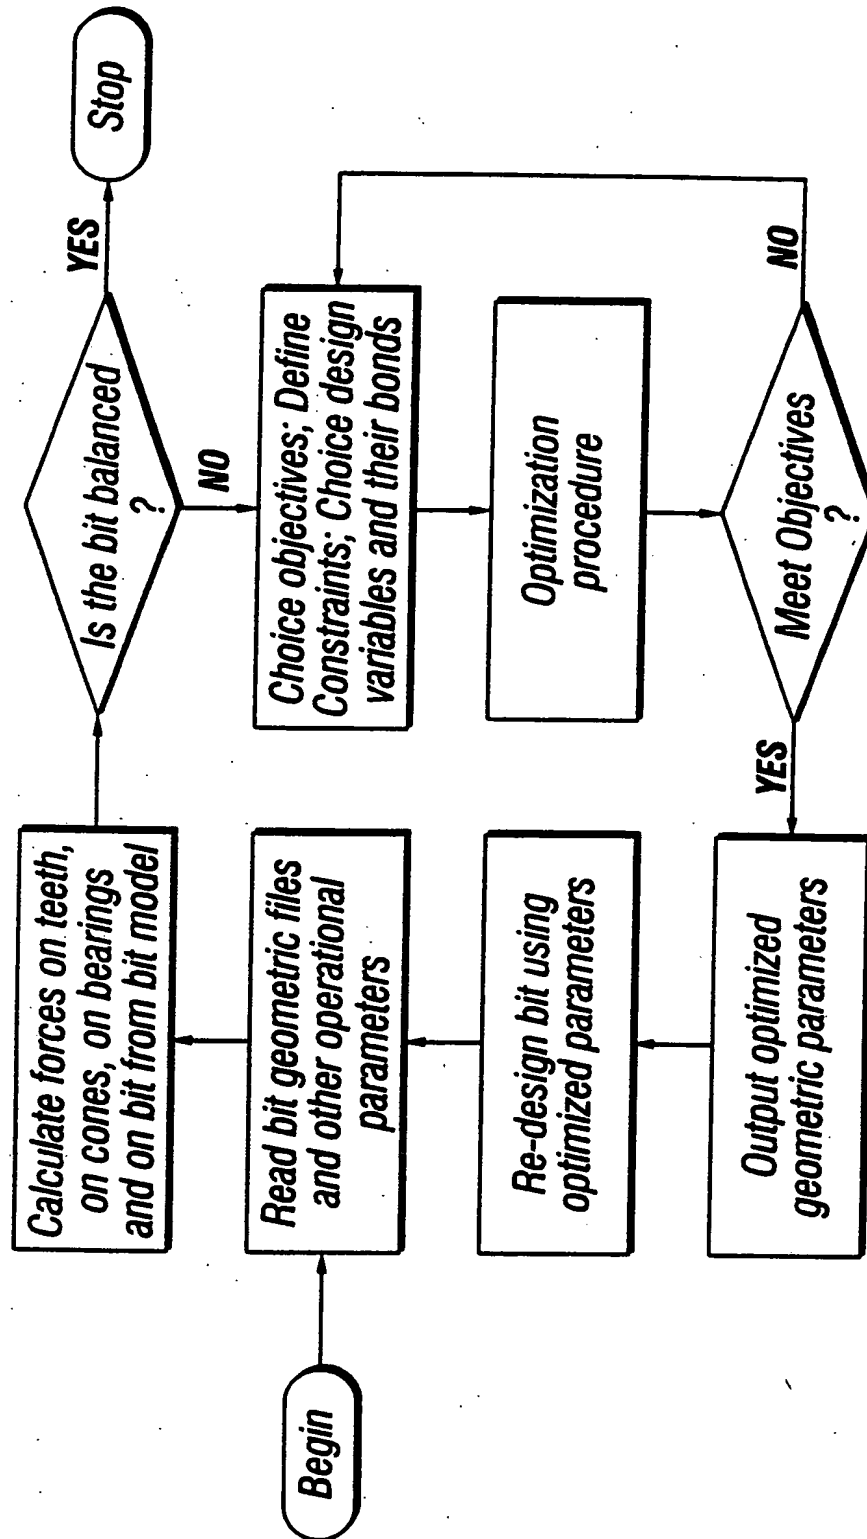 Begin
Read bit geometric files
and other operational
parameters
Calculate forces on teeth,
on cones, on bearings
and on bit from bit model
Is the bit balanced
?
YES
Stop
NO
Choice objectives; Define
Constraints; Choice design
variables and their bonds
Optimization
procedure
Meet Objectives
?
NO
YES
Output optimized
geometric parameters
Re-design bit using
optimized parameters